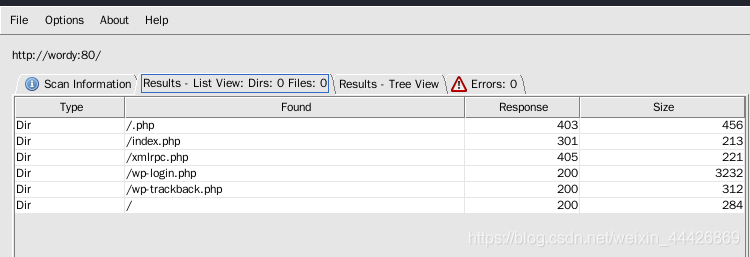 File Options About Help
http://wordy:80/
Scan Information Results - List View: Dirs: 0 Files: 0 Results - Tree View Errors: 0
Type Found Response Size
Dir /.php 403 456
Dir /index.php 301 213
Dir /xmlrpc.php 405 221
Dir /wp-login.php 200 3232
Dir /wp-trackback.php 200 312
Dir / 200 284
https://blog.csdn.net/weixin_44426869